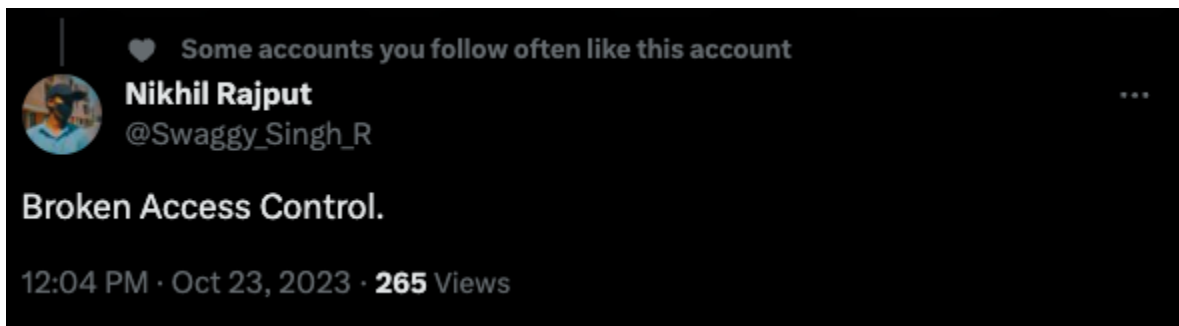 Some accounts you follow often like this account
Nikhil Rajput
@Swaggy_Singh_R
Broken Access Control.
12:04 PM · Oct 23, 2023 · 265 Views